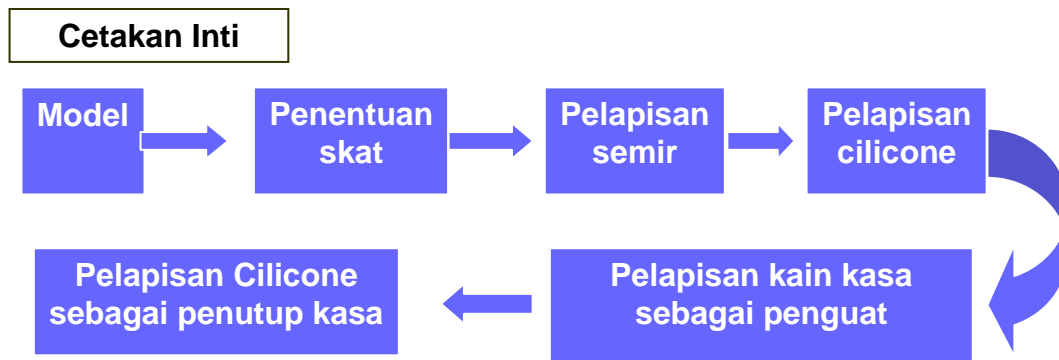 Cetakan Inti
Model
Penentuan
skat
Pelapisan
semir
Pelapisan
cilicone
Pelapisan kain kasa
sebagai penguat
Pelapisan Cilicone
sebagai penutup kasa